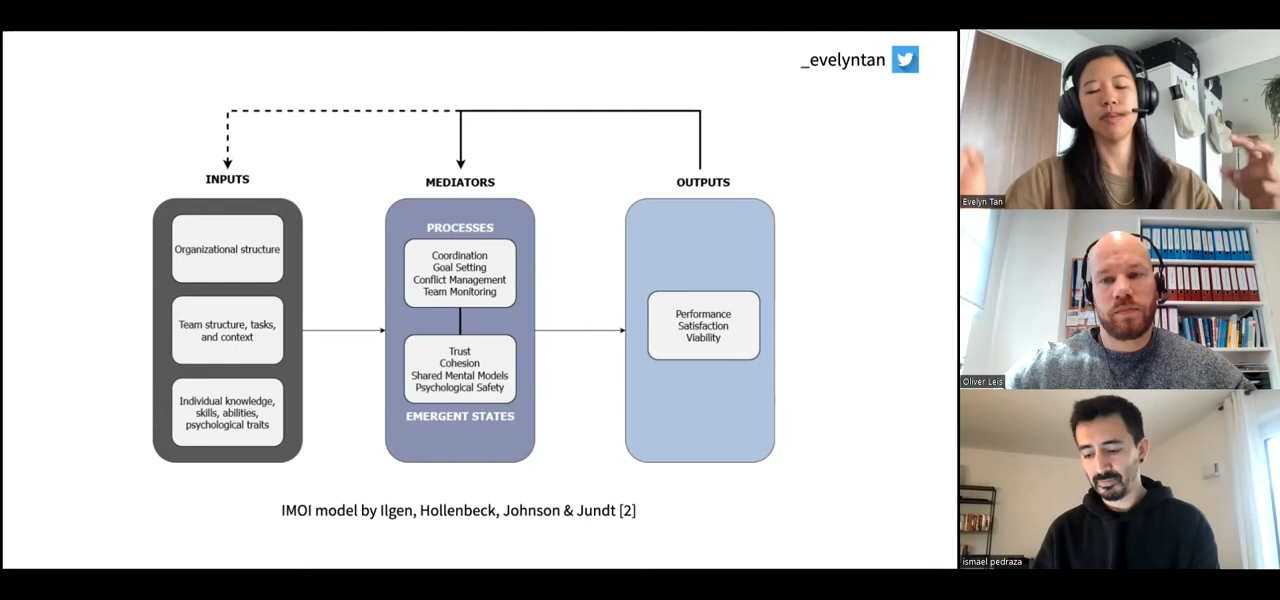 _evelyntan
INPUTS
Organizational structure
Team structure, tasks,
and context
Individual knowledge,
skills, abilities,
psychological traits
MEDIATORS
PROCESSES
Coordination
Goal Setting
Conflict Management
Team Monitoring
Trust
Cohesion
Shared Mental Models
Psychological Safety
EMERGENT STATES
OUTPUTS
Performance
Satisfaction
Viability
IMOI model by Ilgen, Hollenbeck, Johnson & Jundt [2]
Evelyn Tan
Oliver Leis
ismael pedraza